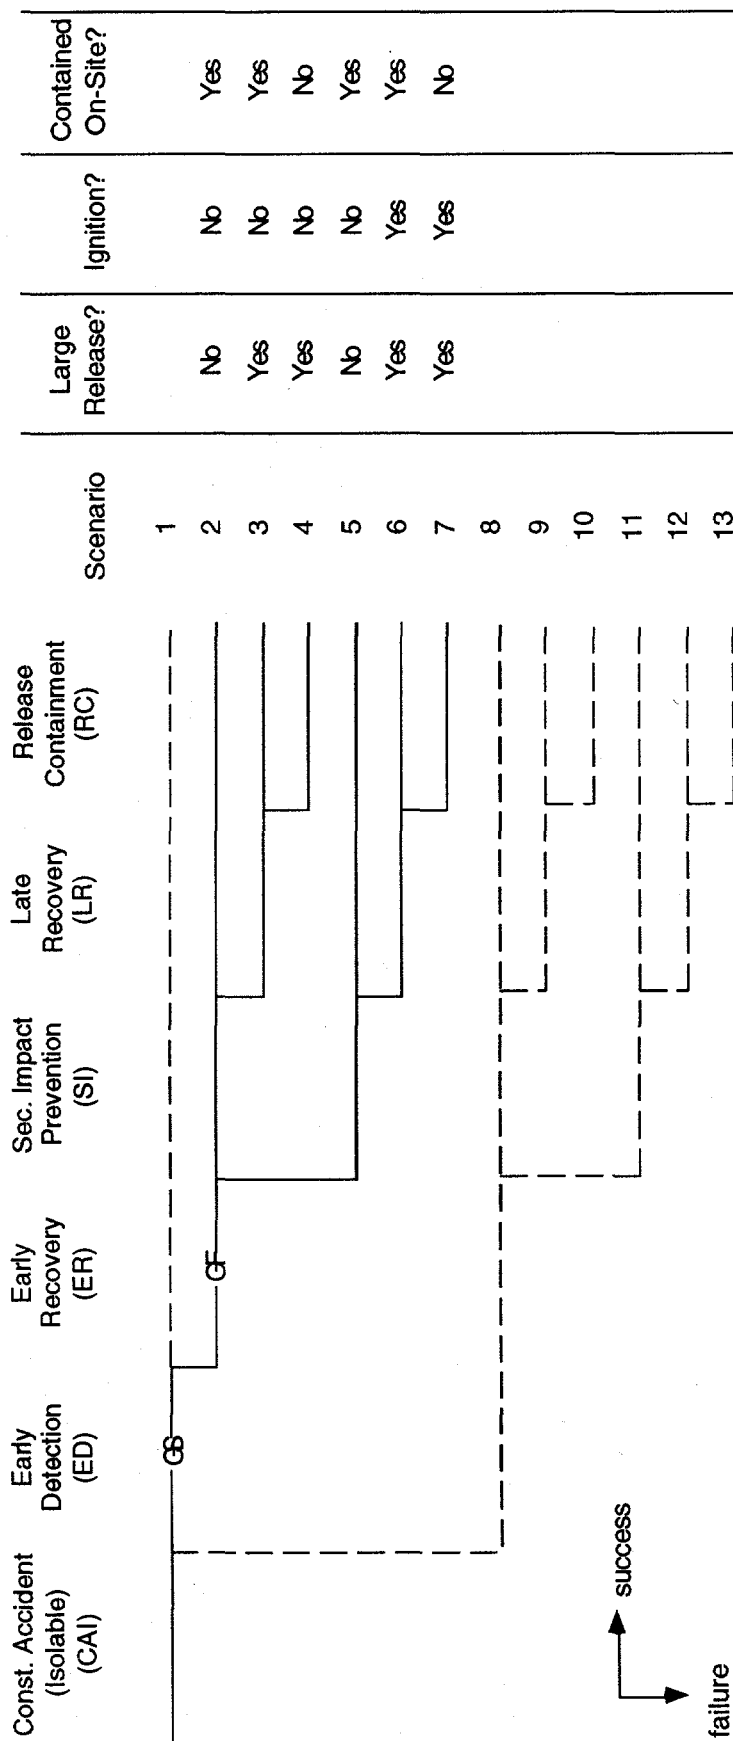 Const. Accident
(Isolable)
(CAI)
Early
Detection
(ED)
Early
Recovery
(ER)
Sec. Impact
Prevention
(SI)
Late
Recovery
(LR)
Release
Containment
(RC)
Scenario
Large
Release?
Ignition?
Contained
On-Site?
GS
GF
1
2 No No Yes
3 Yes No Yes
4 Yes No No
5 No No Yes
6 Yes Yes Yes
7 Yes Yes No
8
9
10
11
12
13
success
failure